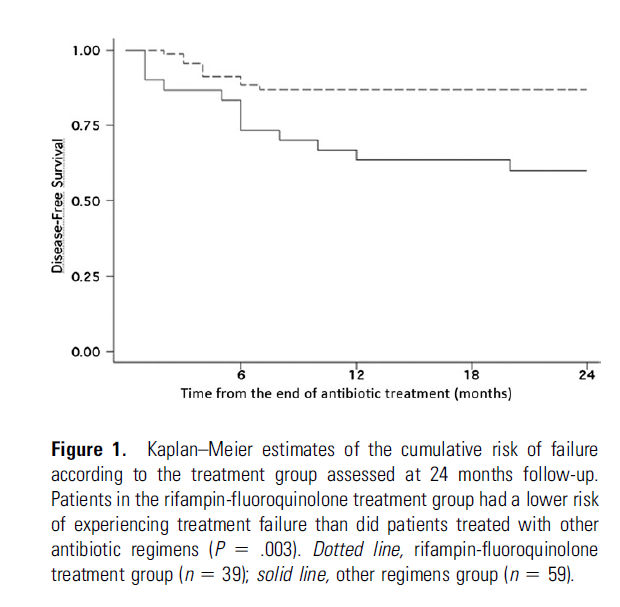 1.00
0.75
0.50
0.25
0.00
Disease-Free Survival
6 12 18 24
Time from the end of antibiotic treatment (months)
Figure 1. Kaplan–Meier estimates of the cumulative risk of failure
according to the treatment group assessed at 24 months follow-up.
Patients in the rifampin-fluoroquinolone treatment group had a lower risk
of experiencing treatment failure than did patients treated with other
antibiotic regimens (P = .003). Dotted line, rifampin-fluoroquinolone
treatment group (n = 39); solid line, other regimens group (n = 59).